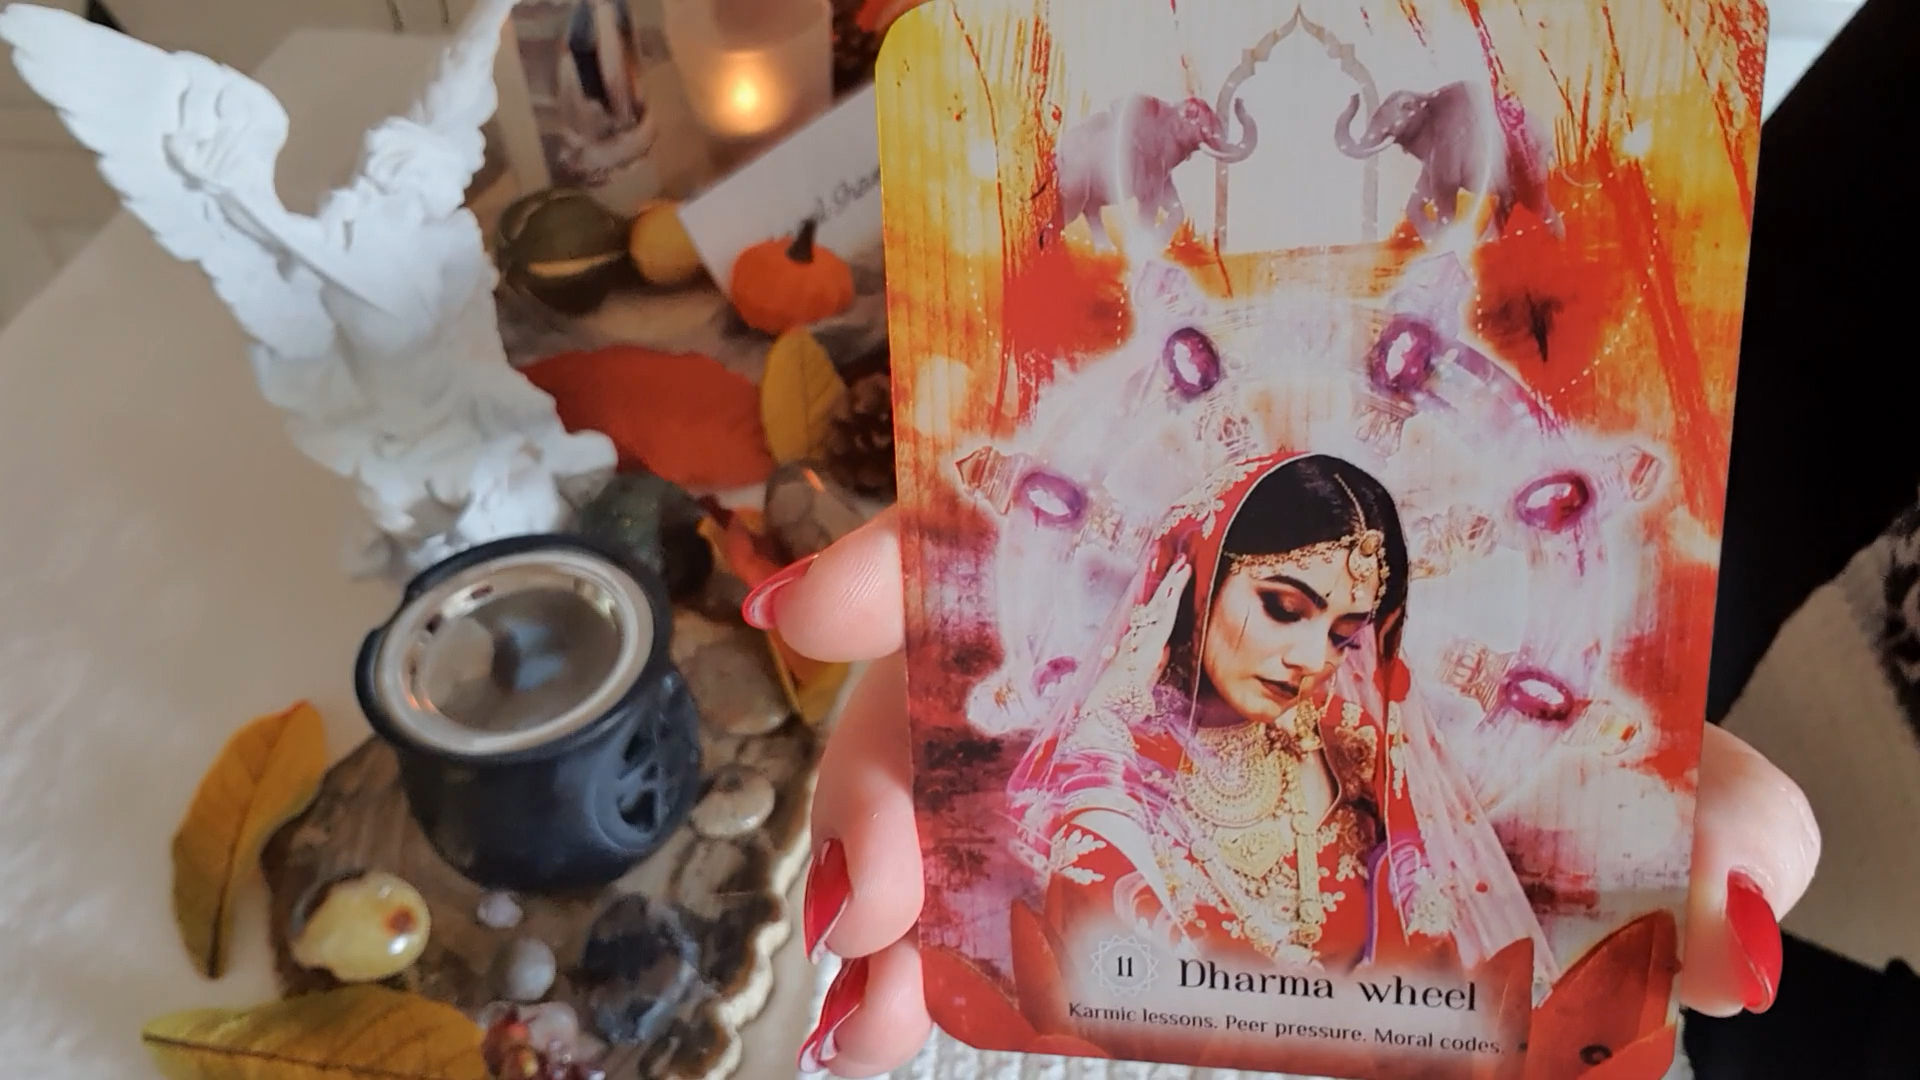 11 Dharma wheel
Karmic lessons. Peer pressure. Moral codes.